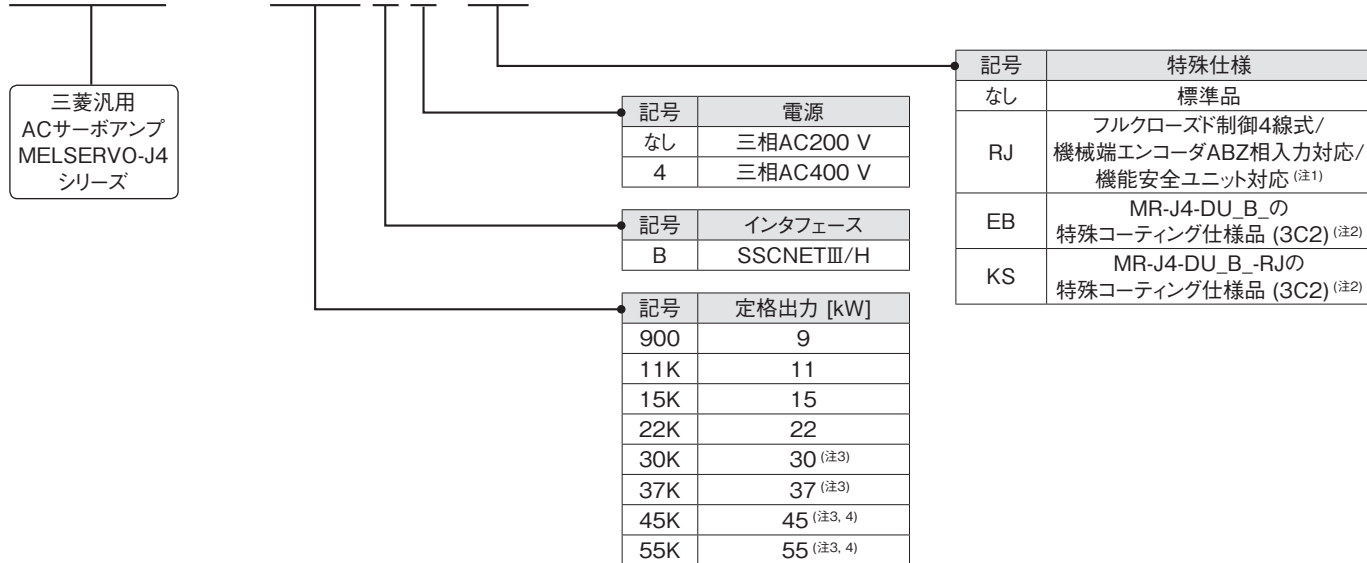 三菱汎用
ACサーボアンプ
MELSERVO-J4
シリーズ
記号 電源
なし 三相AC200 V
4 三相AC400 V
記号 インタフェース
B SSCNETⅢ/H
記号 定格出力 [kW]
900 9
11K 11
15K 15
22K 22
30K 30 (注3)
37K 37 (注3)
45K 45 (注3, 4)
55K 55 (注3, 4)
記号 特殊仕様
なし 標準品
フルクローズド制御4線式/
RJ 機械端エンコーダABZ相入力対応/
機能安全ユニット対応 (注1)
EB MR-J4-DU_B_の
特殊コーティング仕様品 (3C2) (注2)
KS MR-J4-DU_B_-RJの
特殊コーティング仕様品 (3C2) (注2)